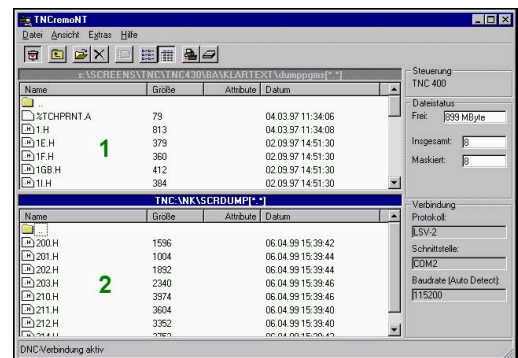 TNCremoNT
Datei Ansicht Extras Hilfe
s:\SCREENS\TNC\TNC430\BA\KLARTEXT\dumppgms[*.*]
Name Größe Attribute Datum
..
%TCHPRNT.A 79 04.03.97 11:34:06
.H 1.H 813 04.03.97 11:34:08
.H 1E.H 379 02.09.97 14:51:30
.H 1F.H 360 02.09.97 14:51:30
.H 1GB.H 412 02.09.97 14:51:30
.H 1I.H 384 02.09.97 14:51:30
1
TNC:\NK\SCRDUMP[*.*]
Name Größe Attribute Datum
..
.H 200.H 1596 06.04.99 15:39:42
.H 201.H 1004 06.04.99 15:39:44
.H 202.H 1892 06.04.99 15:39:44
.H 203.H 2340 06.04.99 15:39:46
.H 210.H 3974 06.04.99 15:39:46
.H 211.H 3604 06.04.99 15:39:40
.H 212.H 3352 06.04.99 15:39:40
2
Steuerung
TNC 400
Dateistatus
Frei: 899 MByte
Insgesamt: 8
Maskiert: 8
Verbindung
Protokoll:
LSV-2
Schnittstelle:
COM2
Baudrate (Auto Detect):
115200
DNC-Verbindung aktiv